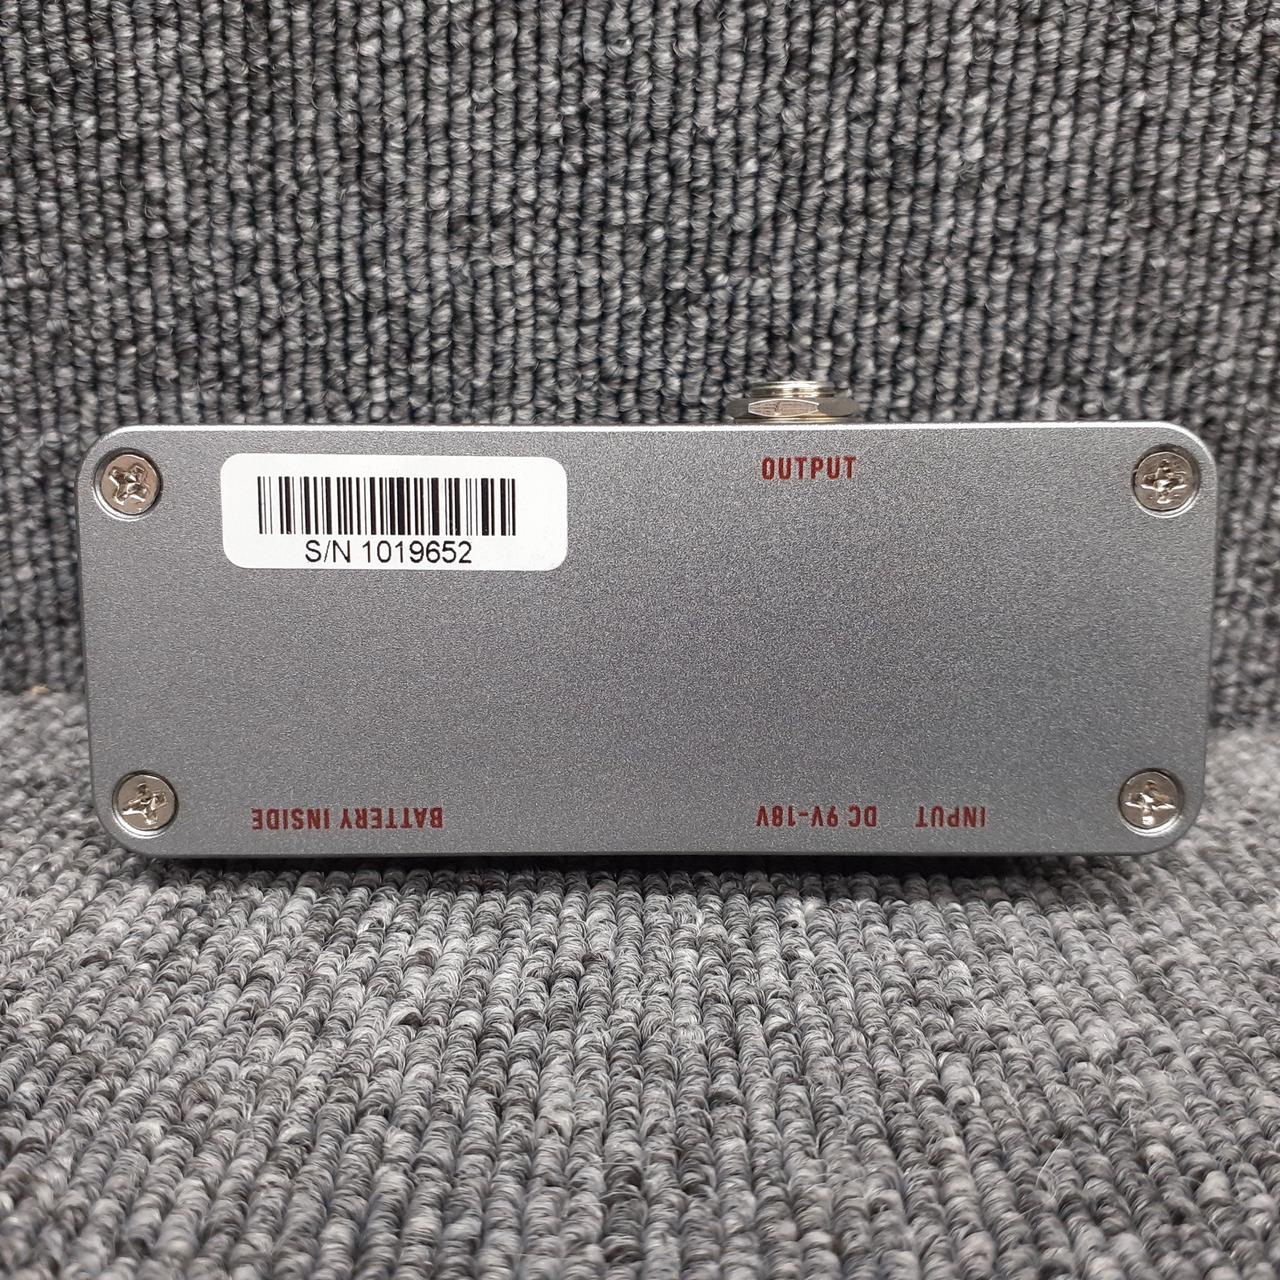 OUTPUT
S/N 1019652
BATTERY INSIDE
DC 9V-18V
INPUT